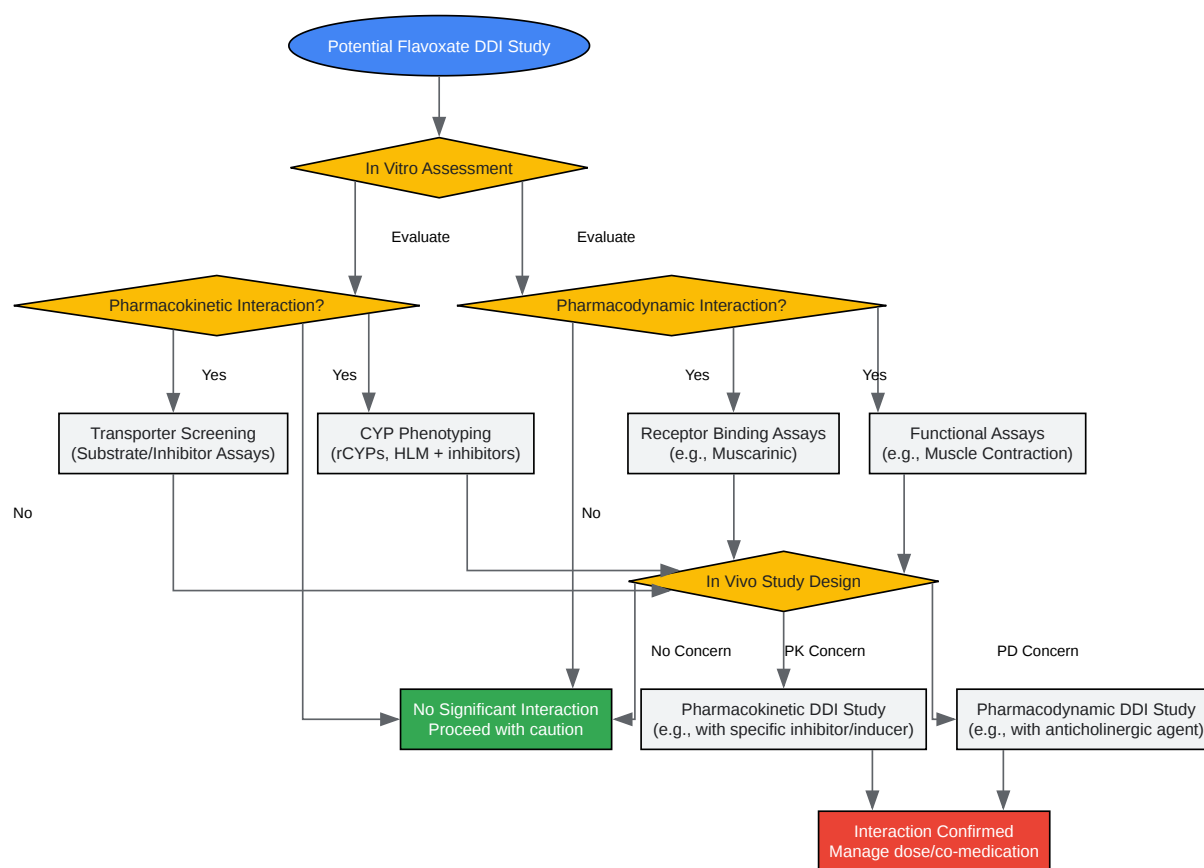 Potential Flavoxate DDI Study
In Vitro Assessment
Evaluate
Evaluate
Pharmacokinetic Interaction?
Pharmacodynamic Interaction?
Yes
Yes
Yes
Yes
Transporter Screening
(Substrate/Inhibitor Assays)
CYP Phenotyping
(rCYPs, HLM + inhibitors)
Receptor Binding Assays
(e.g., Muscarinic)
Functional Assays
(e.g., Muscle Contraction)
No
No
In Vivo Study Design
No Concern
PK Concern
PD Concern
No Significant Interaction
Proceed with caution
Pharmacokinetic DDI Study
(e.g., with specific inhibitor/inducer)
Pharmacodynamic DDI Study
(e.g., with anticholinergic agent)
Interaction Confirmed
Manage dose/co-medication